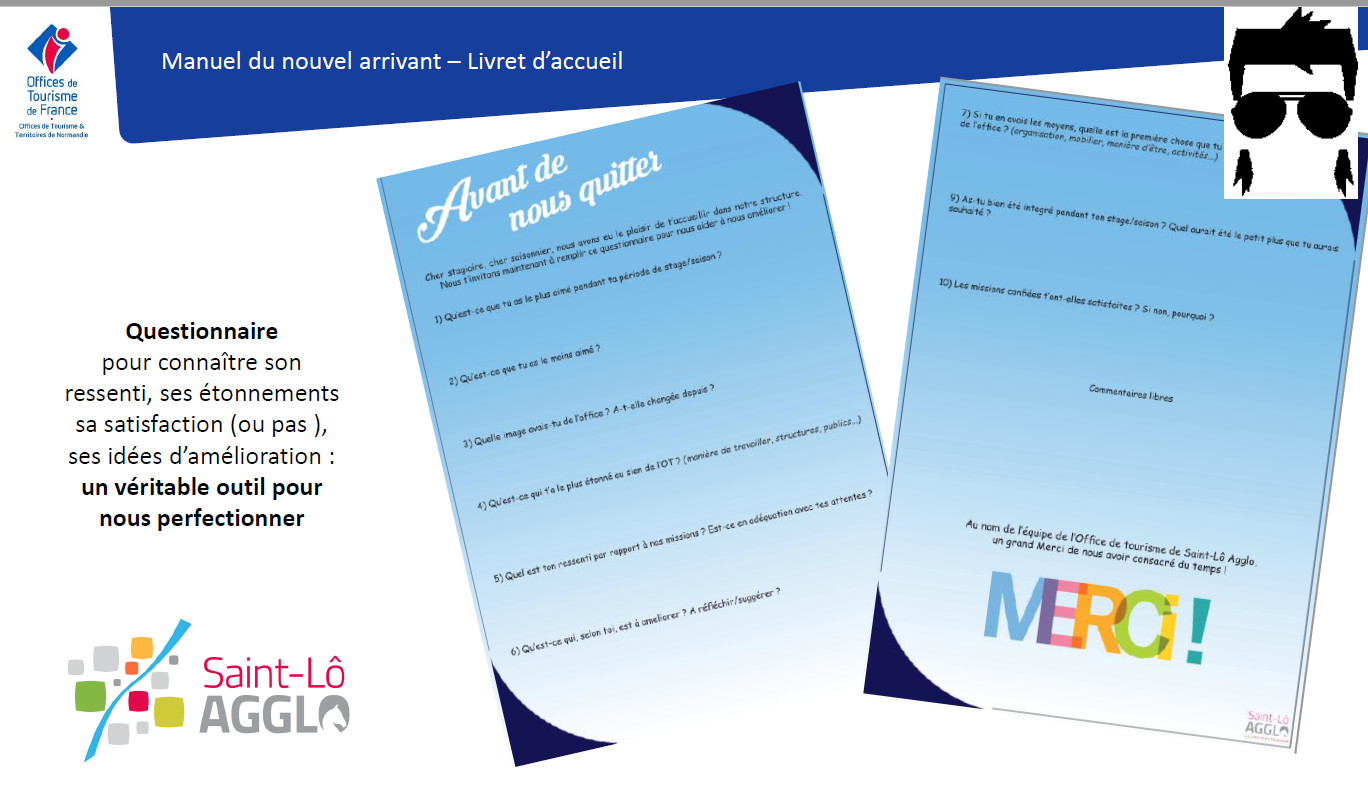 Offices de
Tourisme
de France
Offices de Tourisme &
Territoires de Normandie
Manuel du nouvel arrivant – Livret d’accueil
Questionnaire
pour connaître son
ressenti, ses étonnements
sa satisfaction (ou pas ),
ses idées d’amélioration :
un véritable outil pour
nous perfectionner
Saint-Lô
AGGLO
Avant de
nous quitter
Cher stagiaire, cher saisonnier, nous avons eu le plaisir de t'accueillir dans notre structure.
Nous t'invitons maintenant à remplir ce questionnaire pour nous aider à nous améliorer !
1) Qu'est-ce que tu as le plus aimé pendant ta période de stage/saison ?
2) Qu'est-ce que tu as le moins aimé ?
3) Quelle image avais-tu de l'office ? A-t-elle changée depuis ?
4) Qu'est-ce qui t'a le plus étonné au sien de l'OT ? (manière de travailler, structures, publics...)
5) Quel est ton ressenti par rapport à nos missions ? Est-ce en adéquation avec tes attentes ?
6) Qu'est-ce qui, selon toi, est à ameliorer ? A réfléchir/suggérer ?
7) Si tu en avais les moyens, quelle est la première chose que tu
de l'office ? (organisation, mobilier, manière d'être, activités...)
9) As-tu bien été integré pendant ton stage/saison ? Quel aurait été le petit plus que tu aurais
souhaité ?
10) Les missions confiées t'ont-elles satisfaites ? Si non, pourquoi ?
Commentaires libres
Au nom de l'équipe de l'Office de tourisme de Saint-Lô Agglo,
un grand Merci de nous avoir consacré du temps !
MERCI !
Saint-Lô
AGGLO